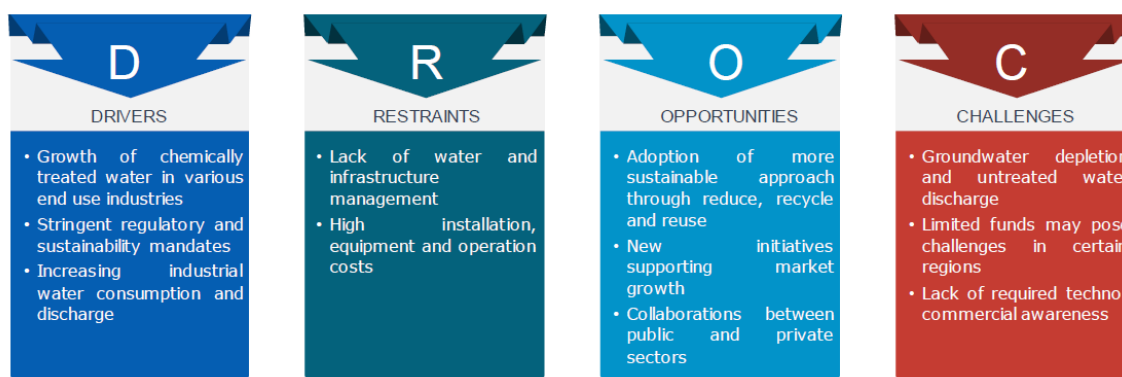 D
DRIVERS
• Growth of chemically
treated water in various
end use industries
• Stringent regulatory and
sustainability mandates
• Increasing industrial
water consumption and
discharge
R
RESTRAINTS
• Lack of water and
infrastructure
management
• High installation,
equipment and operation
costs
O
OPPORTUNITIES
• Adoption of more
sustainable approach
through reduce, recycle
and reuse
• New initiatives
supporting market
growth
• Collaborations between
public and private
sectors
C
CHALLENGES
• Groundwater depletion
and untreated wate
discharge
• Limited funds may pose
challenges in certain
regions
• Lack of required techno
commercial awareness